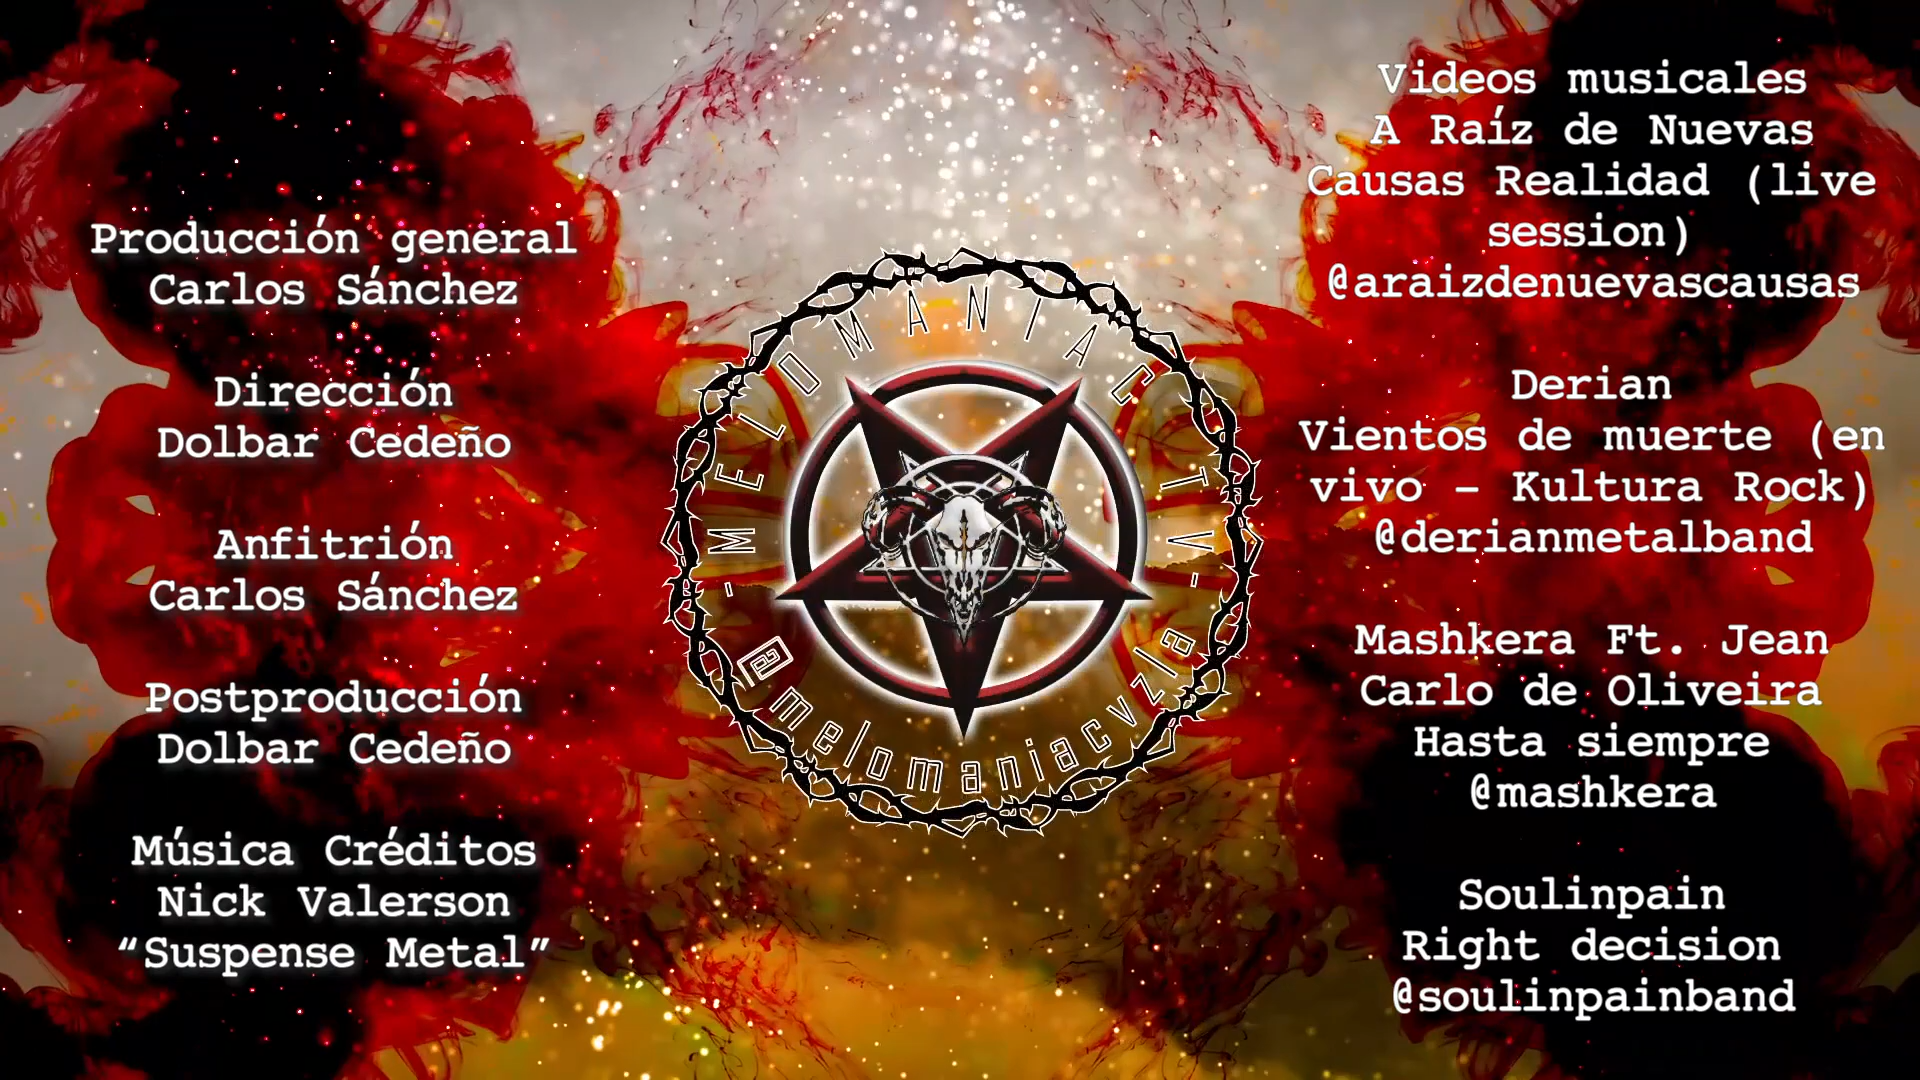 Producción general
Carlos Sánchez
Dirección
Dolbar Cedeño
Anfitrión
Carlos Sánchez
Postproducción
Dolbar Cedeño
Música Créditos
Nick Valerson
“Suspense Metal”
-MELOMANIAC TV-
@melomaniacvzla
Videos musicales
A Raíz de Nuevas
Causas Realidad (live
session)
@araizdenuevascausas
Derian
Vientos de muerte (en
vivo - Kultura Rock)
@derianmetalband
Mashkera Ft. Jean
Carlo de Oliveira
Hasta siempre
@mashkera
Soulinpain
Right decision
@soulinpainband